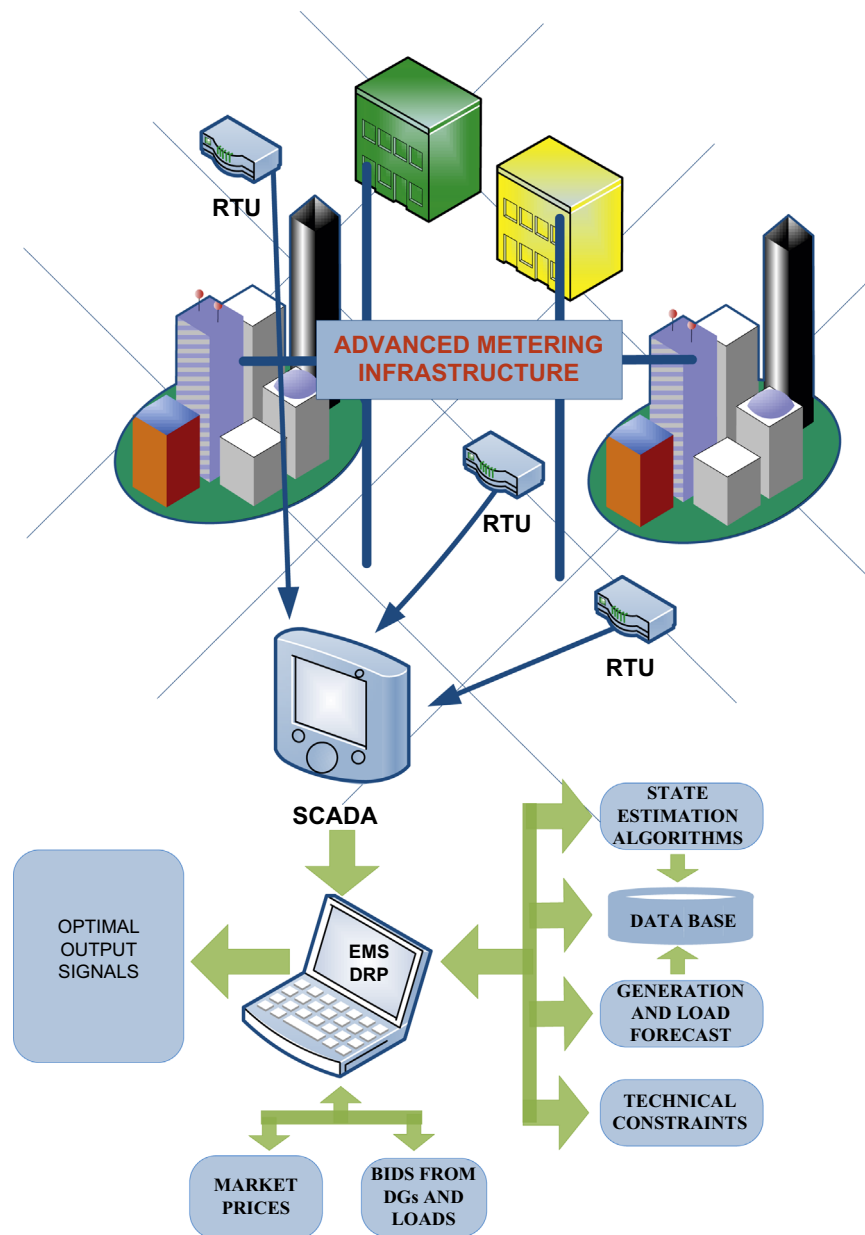 RTU
ADVANCED METERING
INFRASTRUCTURE
RTU
RTU
SCADA
STATE
ESTIMATION
ALGORITHMS
OPTIMAL
OUTPUT
SIGNALS
DATA BASE
EMS
DRP
GENERATION
AND LOAD
FORECAST
TECHNICAL
CONSTRAINTS
MARKET
PRICES
BIDS FROM
DGs AND
LOADS